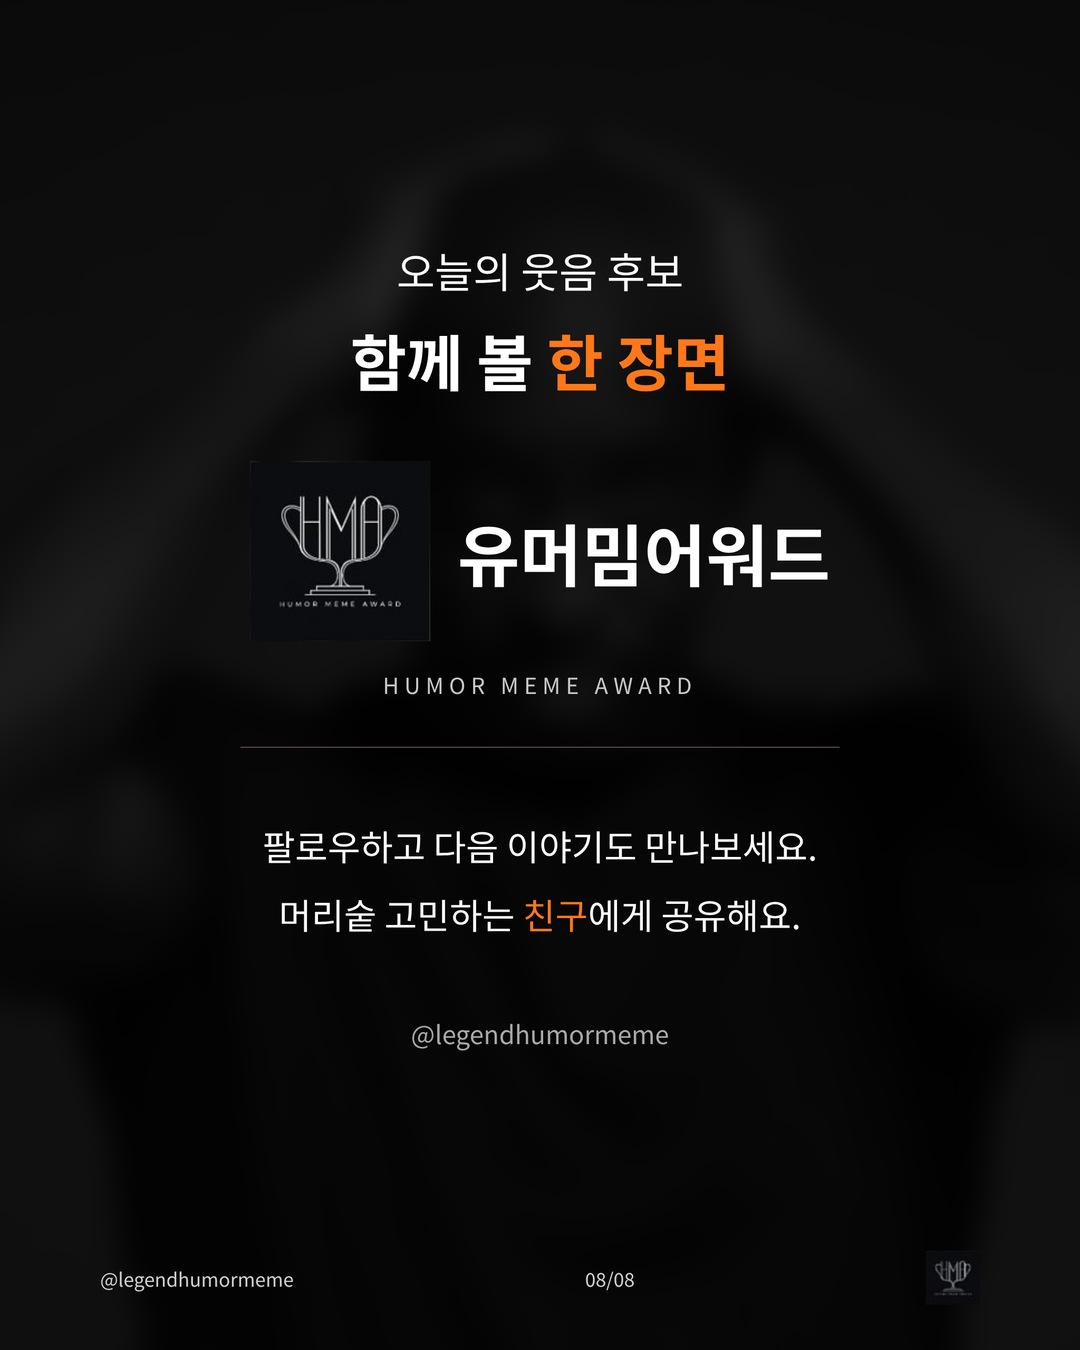 오늘의 웃음 후보
함께 볼 한 장면
HMA
HUMOR MEME AWARD
유머밈어워드
HUMOR MEME AWARD
팔로우하고 다음 이야기도 만나보세요.
머리숱 고민하는 친구에게 공유해요.
@legendhumormeme
@legendhumormeme
08/08
HMA